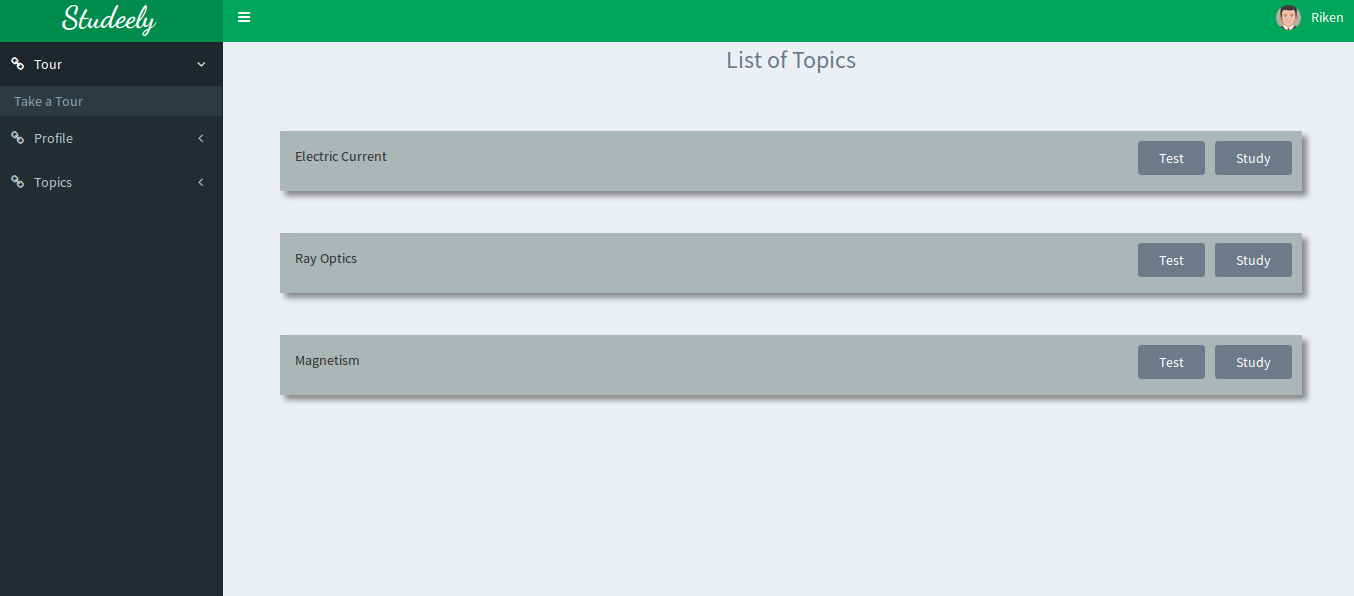 Studeely
Riken
Tour
Take a Tour
Profile
Topics
List of Topics
Electric Current
Test Study
Ray Optics
Test Study
Magnetism
Test Study